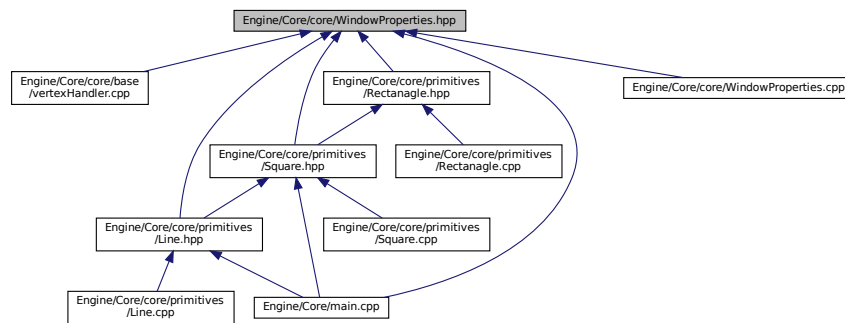 Engine/Core/core/WindowProperties.hpp
Engine/Core/core/base
/vertexHandler.cpp
Engine/Core/core/primitives
/Rectanagle.hpp
Engine/Core/core/WindowProperties.cpp
Engine/Core/core/primitives
/Square.hpp
Engine/Core/core/primitives
/Rectanagle.cpp
Engine/Core/core/primitives
/Line.hpp
Engine/Core/core/primitives
/Square.cpp
Engine/Core/core/primitives
/Line.cpp
Engine/Core/main.cpp